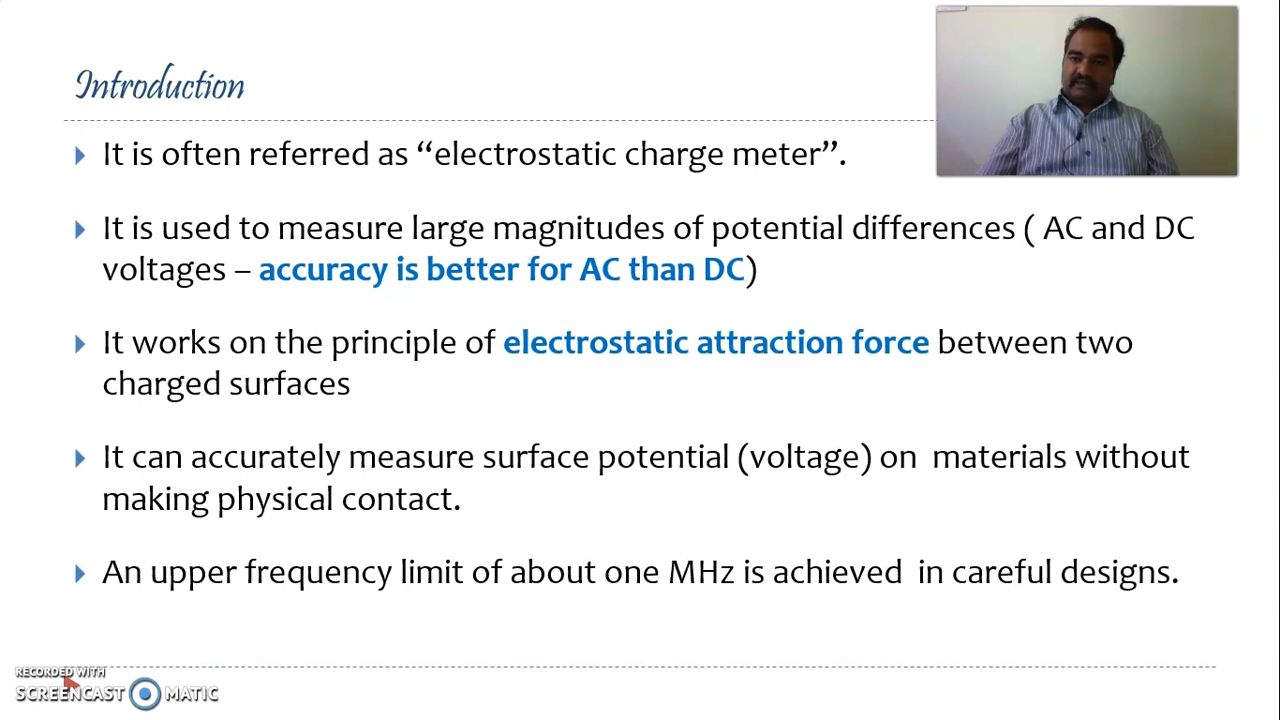 Introduction
It is often referred as “electrostatic charge meter”.
It is used to measure large magnitudes of potential differences ( AC and DC
voltages – accuracy is better for AC than DC)
It works on the principle of electrostatic attraction force between two
charged surfaces
It can accurately measure surface potential (voltage) on materials without
making physical contact.
An upper frequency limit of about one MHz is achieved in careful designs.
RECORDED WITH
SCREENCAST MATIC